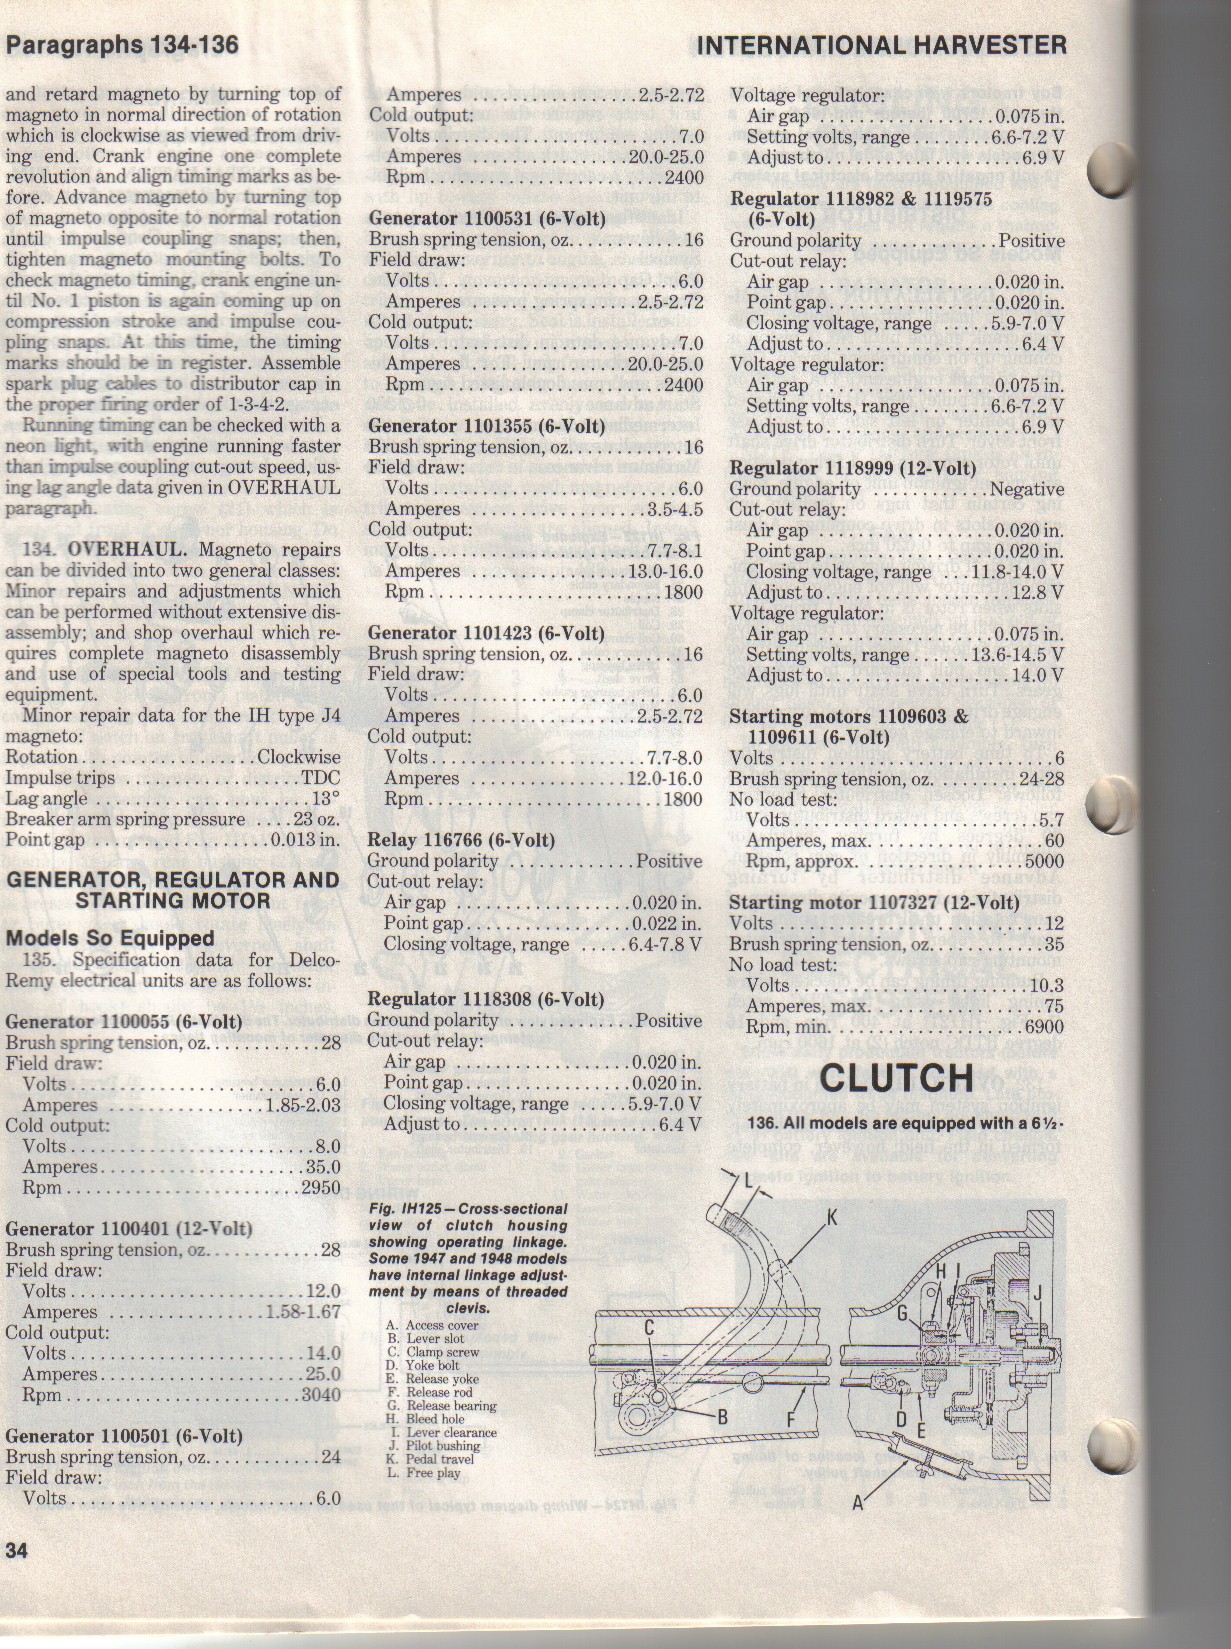 Paragraphs 134-136
INTERNATIONAL HARVESTER
and retard magneto by turning top of
magneto in normal direction of rotation
which is clockwise as viewed from driv-
ing end. Crank engine one complete
revolution and align timing marks as be-
fore. Advance magneto by turning top
of magneto opposite to normal rotation
until impulse coupling snaps; then,
tighten magneto mounting bolts. To
check magneto timing, crank engine un-
til No. 1 piston is again coming up on
compression stroke and impulse cou-
pling snaps. At this time, the timing
marks should be in register. Assemble
spark plug cables to distributor cap in
the proper firing order of 1-3-4-2.
Running timing can be checked with a
neon light, with engine running faster
than impulse coupling cut-out speed, us-
ing lag angle data given in OVERHAUL
paragraph.
134. OVERHAUL. Magneto repairs
can be divided into two general classes:
Minor repairs and adjustments which
can be performed without extensive dis-
assembly; and shop overhaul which re-
quires complete magneto disassembly
and use of special tools and testing
equipment.
Minor repair data for the IH type J4
magneto:
Rotation..................Clockwise
Impulse trips ..................TDC
Lag angle ......................13°
Breaker arm spring pressure ....23 oz.
Point gap ..................0.013 in.
GENERATOR, REGULATOR AND
STARTING MOTOR
Models So Equipped
135. Specification data for Delco-
Remy electrical units are as follows:
Generator 1100055 (6-Volt)
Brush spring tension, oz............28
Field draw:
Volts.........................6.0
Amperes ................1.85-2.03
Cold output:
Volts.........................8.0
Amperes.....................35.0
Rpm........................2950
Generator 1100401 (12-Volt)
Brush spring tension, oz............28
Field draw:
Volts........................12.0
Amperes ................1.58-1.67
Cold output:
Volts........................14.0
Amperes.....................25.0
Rpm........................3040
Generator 1100501 (6-Volt)
Brush spring tension, oz............24
Field draw:
Volts.........................6.0
Amperes .................2.5-2.72
Cold output:
Volts.........................7.0
Amperes ................20.0-25.0
Rpm........................2400
Generator 1100531 (6-Volt)
Brush spring tension, oz............16
Field draw:
Volts.........................6.0
Amperes .................2.5-2.72
Cold output:
Volts.........................7.0
Amperes ................20.0-25.0
Rpm........................2400
Generator 1101355 (6-Volt)
Brush spring tension, oz............16
Field draw:
Volts.........................6.0
Amperes ..................3.5-4.5
Cold output:
Volts......................7.7-8.1
Amperes ................13.0-16.0
Rpm........................1800
Generator 1101423 (6-Volt)
Brush spring tension, oz............16
Field draw:
Volts.........................6.0
Amperes .................2.5-2.72
Cold output:
Volts......................7.7-8.0
Amperes ................12.0-16.0
Rpm........................1800
Relay 116766 (6-Volt)
Ground polarity .............Positive
Cut-out relay:
Air gap ..................0.020 in.
Point gap.................0.022 in.
Closing voltage, range .....6.4-7.8 V
Regulator 1118308 (6-Volt)
Ground polarity .............Positive
Cut-out relay:
Air gap ..................0.020 in.
Point gap.................0.020 in.
Closing voltage, range .....5.9-7.0 V
Adjust to....................6.4 V
Voltage regulator:
Air gap ..................0.075 in.
Setting volts, range........6.6-7.2 V
Adjust to....................6.9 V
Regulator 1118982 & 1119575
(6-Volt)
Ground polarity .............Positive
Cut-out relay:
Air gap ..................0.020 in.
Point gap.................0.020 in.
Closing voltage, range .....5.9-7.0 V
Adjust to....................6.4 V
Voltage regulator:
Air gap ..................0.075 in.
Setting volts, range........6.6-7.2 V
Adjust to....................6.9 V
Regulator 1118999 (12-Volt)
Ground polarity ............Negative
Cut-out relay:
Air gap ..................0.020 in.
Point gap.................0.020 in.
Closing voltage, range ...11.8-14.0 V
Adjust to...................12.8 V
Voltage regulator:
Air gap ..................0.075 in.
Setting volts, range......13.6-14.5 V
Adjust to...................14.0 V
Starting motors 1109603 &
1109611 (6-Volt)
Volts ............................6
Brush spring tension, oz.........24-28
No load test:
Volts.........................5.7
Amperes, max..................60
Rpm, approx..................5000
Starting motor 1107327 (12-Volt)
Volts ...........................12
Brush spring tension, oz............35
No load test:
Volts........................10.3
Amperes, max..................75
Rpm, min....................6900
CLUTCH
136. All models are equipped with a 6½-
Fig. IH125—Cross-sectional
view of clutch housing
showing operating linkage.
Some 1947 and 1948 models
have internal linkage adjust-
ment by means of threaded
clevis.
A. Access cover
B. Lever slot
C. Clamp screw
D. Yoke bolt
E. Release yoke
F. Release rod
G. Release bearing
H. Bleed hole
I. Lever clearance
J. Pilot bushing
K. Pedal travel
L. Free play
L
K
H I
J
G
C
B
F
D
E
A
34